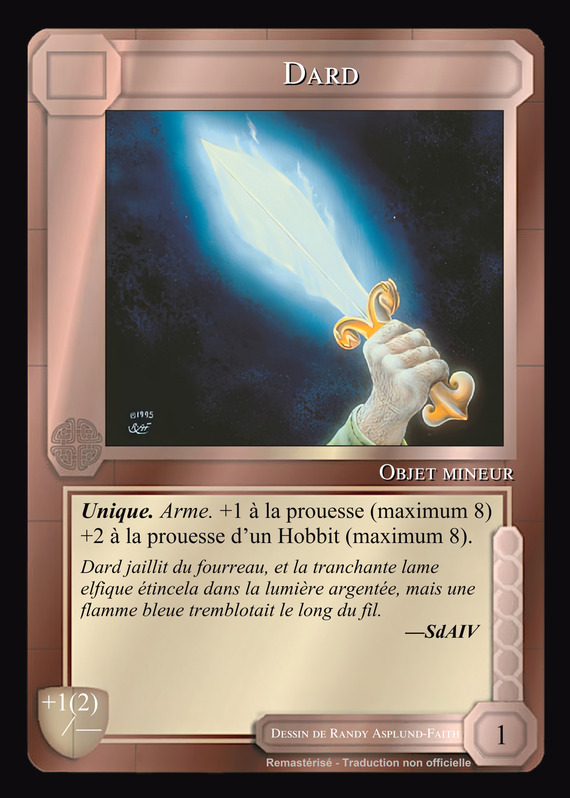 Dard
©1995
RAF
Objet mineur
Unique. Arme. +1 à la prouesse (maximum 8)
+2 à la prouesse d'un Hobbit (maximum 8).
Dard jaillit du fourreau, et la tranchante lame
elfique étincela dans la lumière argentée, mais une
flamme bleue tremblotait le long du fil.
—SdAIV
+1(2)
/—
Dessin de Randy Asplund-Faith
1
Remastérisé - Traduction non officielle